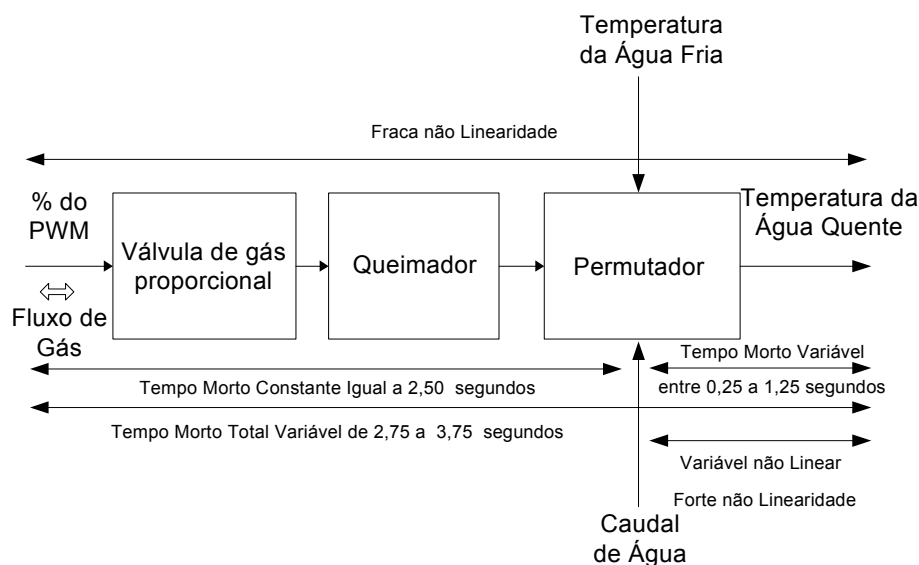 Temperatura
da Água Fria
Fraca não Linearidade
% do
PWM
Fluxo de
Gás
Válvula de gás
proporcional
Queimador
Permutador
Temperatura da
Água Quente
Tempo Morto Variável
entre 0,25 a 1,25 segundos
Tempo Morto Constante Igual a 2,50 segundos
Tempo Morto Total Variável de 2,75 a 3,75 segundos
Variável não Linear
Forte não Linearidade
Caudal
de Água